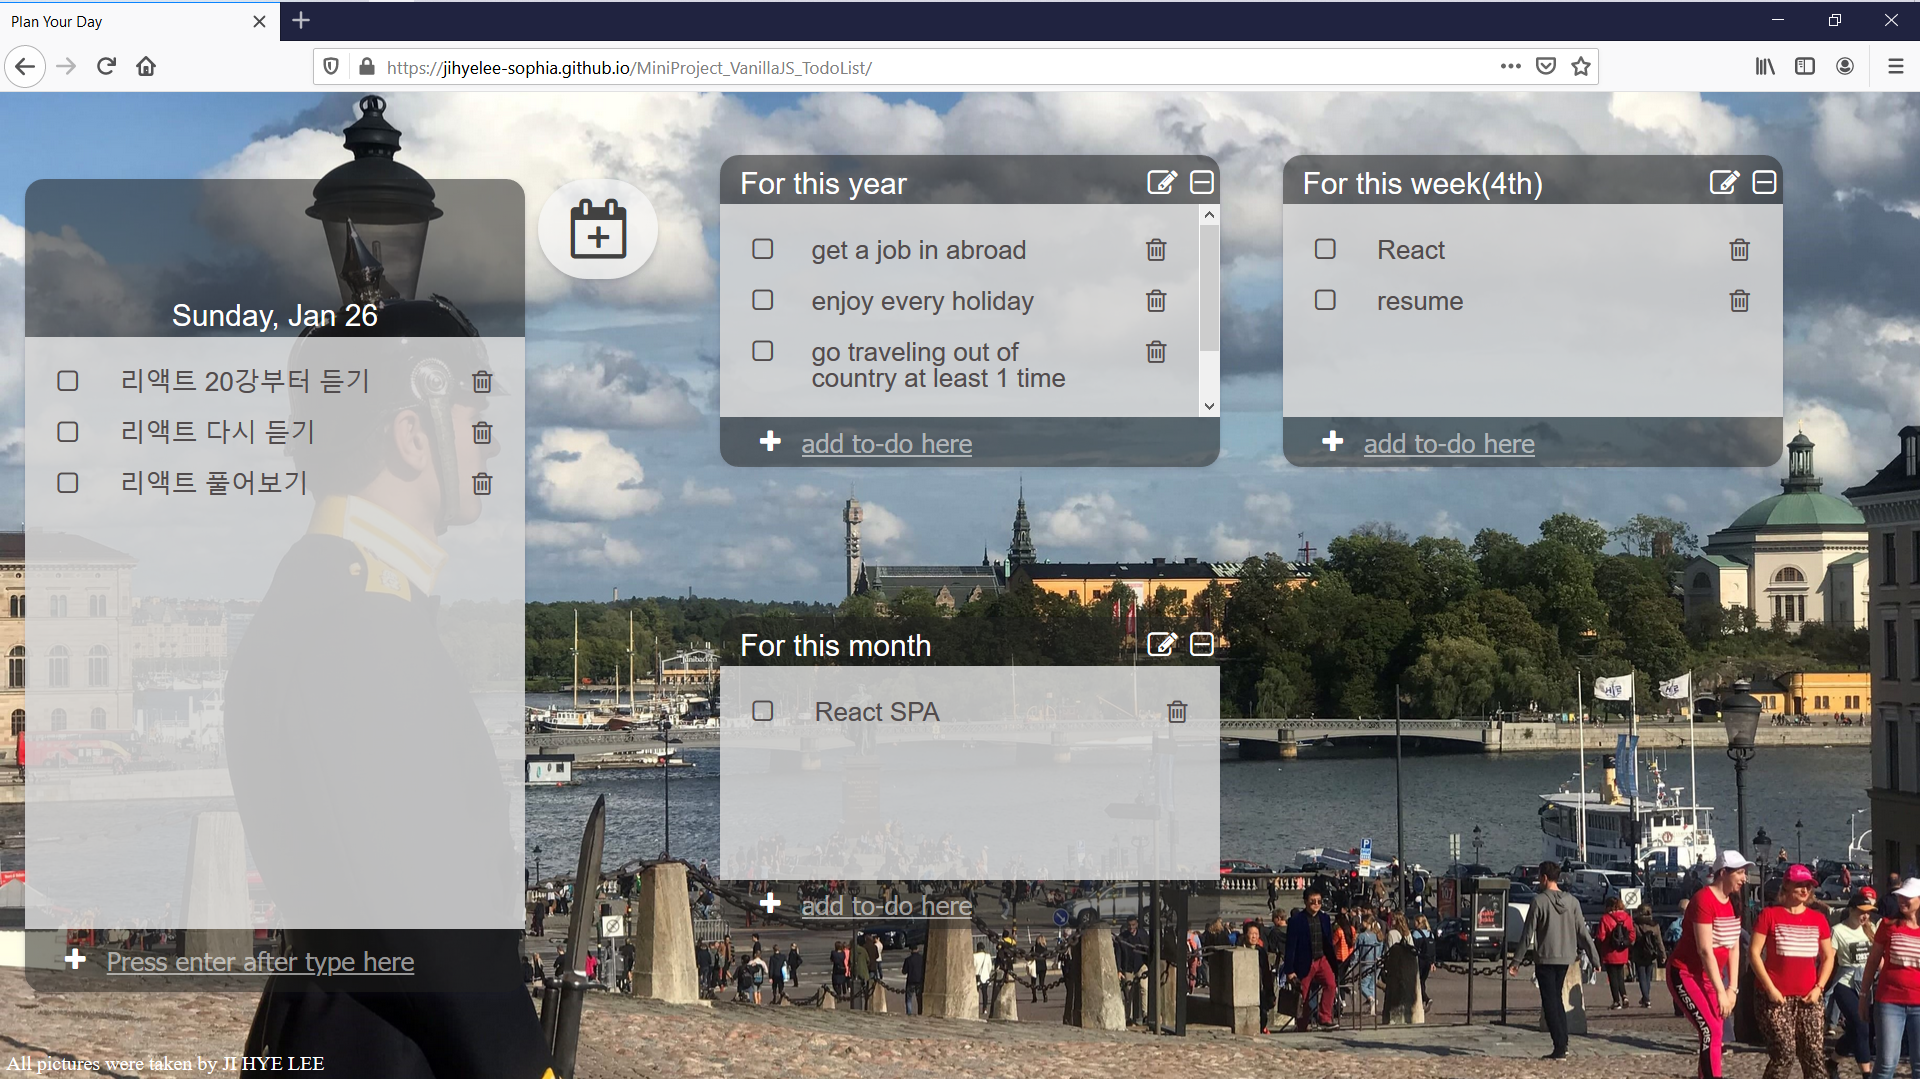 Plan Your Day
https://jihyelee-sophia.github.io/MiniProject_VanillaJS_TodoList/
Sunday, Jan 26
리액트 20강부터 듣기
리액트 다시 듣기
리액트 풀어보기
Press enter after type here
For this year
get a job in abroad
enjoy every holiday
go traveling out of
country at least 1 time
add to-do here
For this week(4th)
React
resume
add to-do here
For this month
React SPA
add to-do here
P
MISS MARISA
All pictures were taken by JI HYE LEE